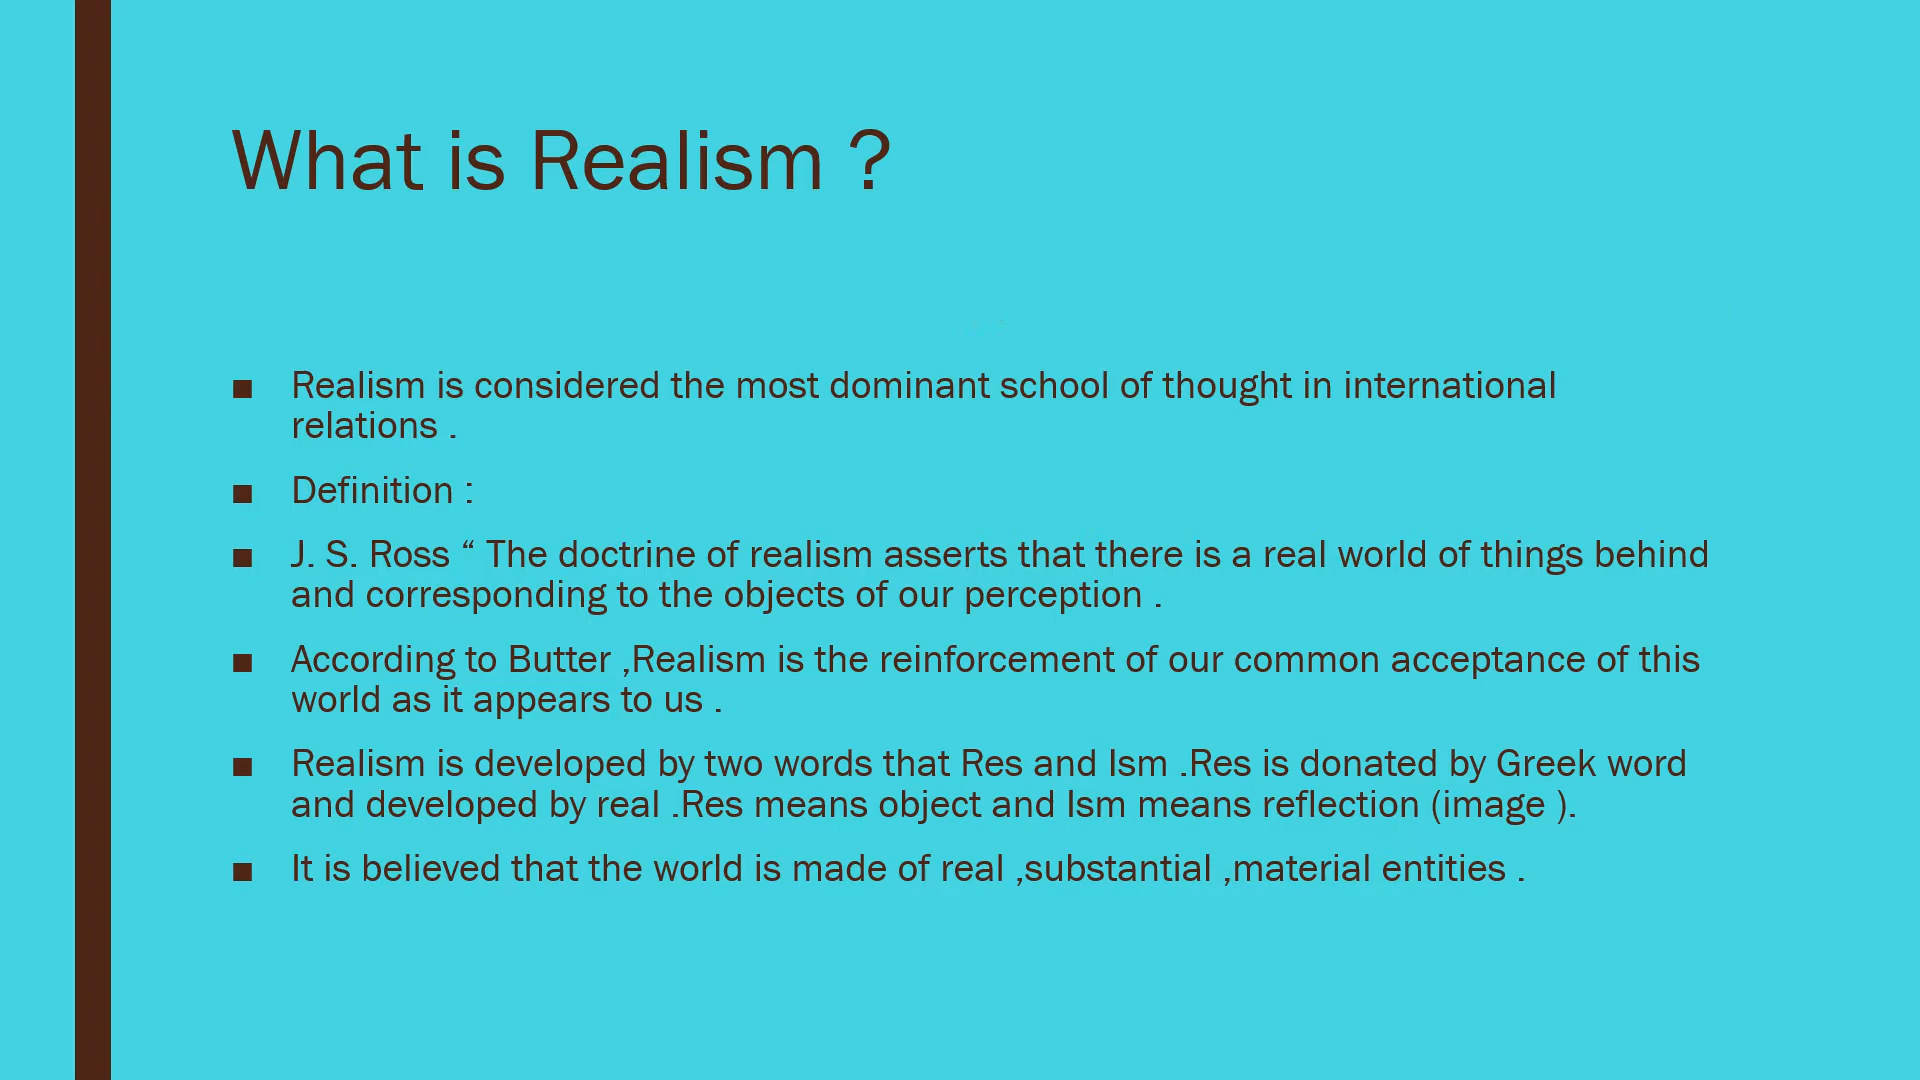 What is Realism ?
■ Realism is considered the most dominant school of thought in international
relations .
■ Definition :
■ J. S. Ross “ The doctrine of realism asserts that there is a real world of things behind
and corresponding to the objects of our perception .
■ According to Butter ,Realism is the reinforcement of our common acceptance of this
world as it appears to us .
■ Realism is developed by two words that Res and Ism .Res is donated by Greek word
and developed by real .Res means object and Ism means reflection (image ).
■ It is believed that the world is made of real ,substantial ,material entities .